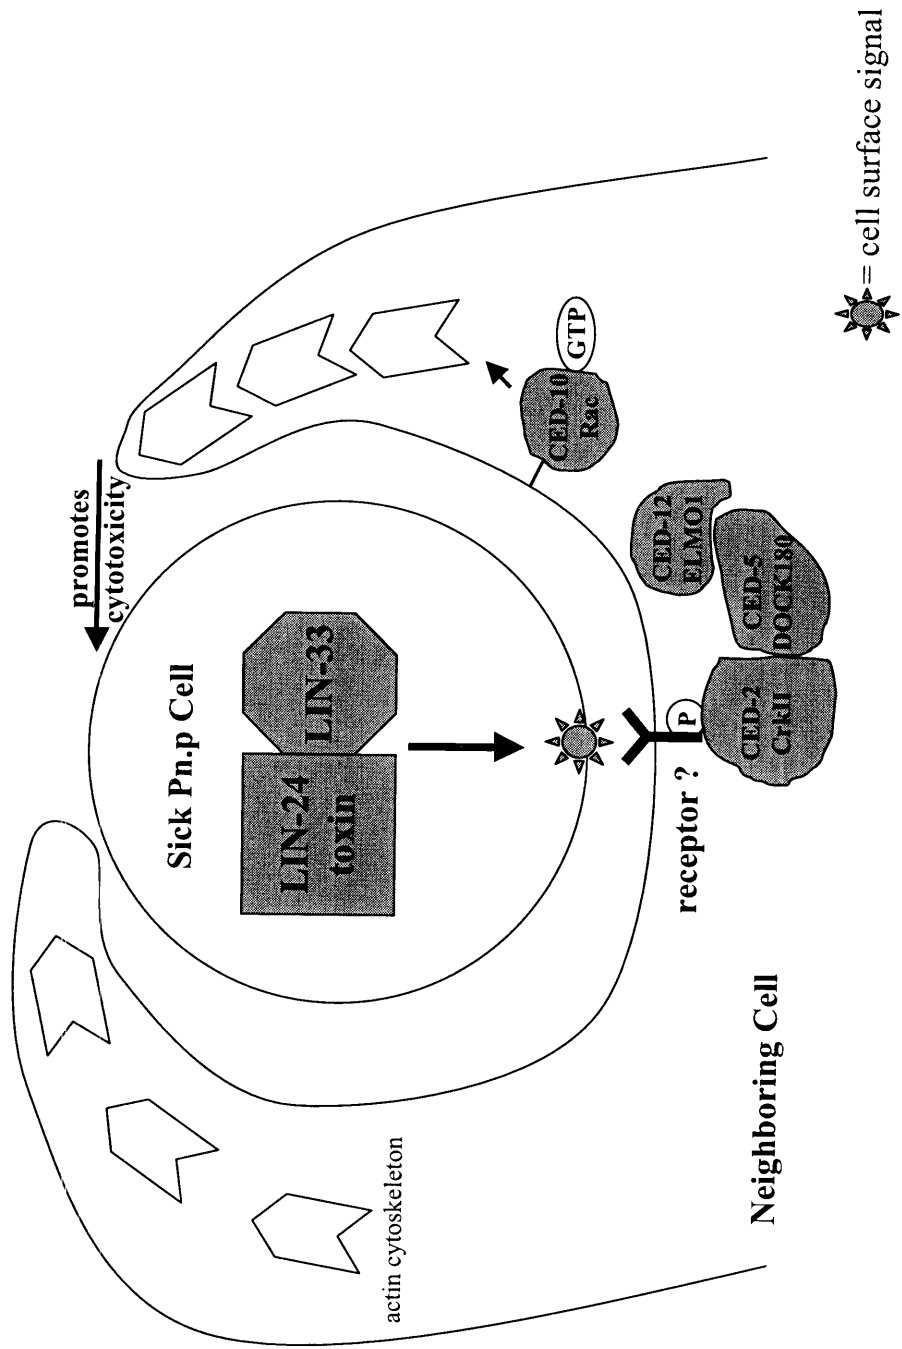 promotes
cytotoxicity
Sick Pn.p Cell
LIN-24
toxin
LIN-33
receptor ?
P
CED-2
CrkII
CED-5
DOCK180
CED-12
ELMO1
CED-10
Rac
GTP
actin cytoskeleton
Neighboring Cell
= cell surface signal